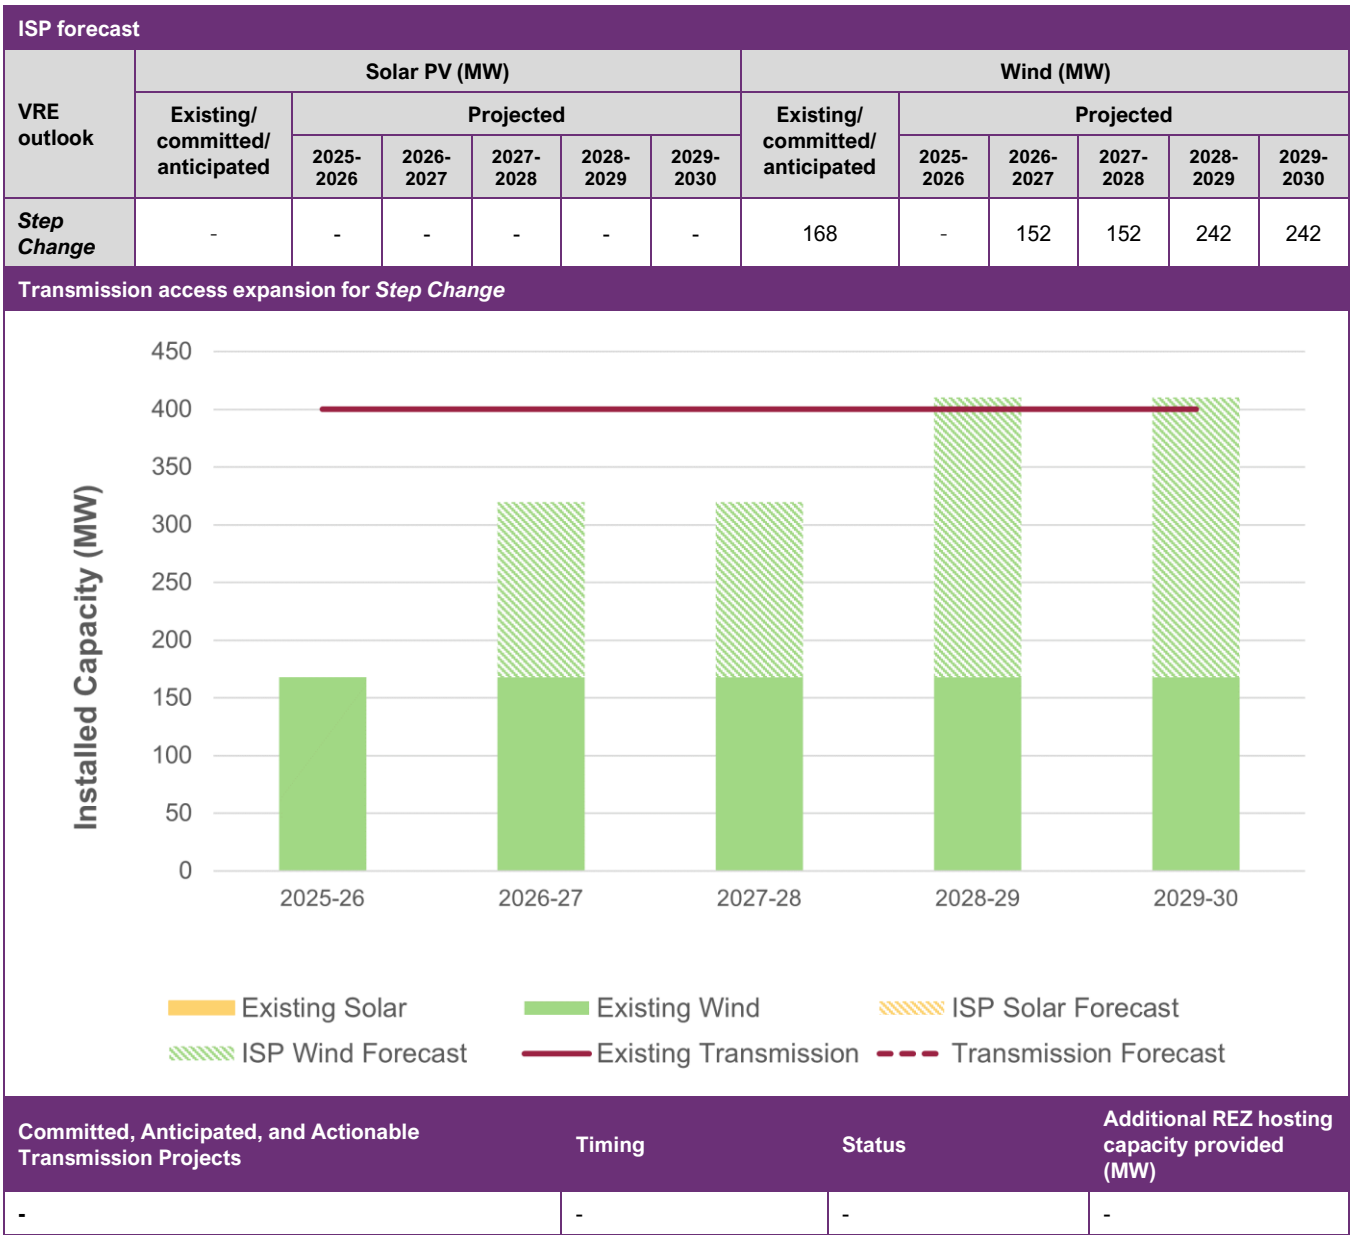 ISP forecast
VRE outlook
Solar PV (MW)
Wind (MW)
Existing/ committed/ anticipated
Projected
Existing/ committed/ anticipated
Projected
2025-2026 2026-2027 2027-2028 2028-2029 2029-2030
2025-2026 2026-2027 2027-2028 2028-2029 2029-2030
Step Change - - - - - - 168 - 152 152 242 242
Transmission access expansion for Step Change
Installed Capacity (MW)
450
400
350
300
250
200
150
100
50
0
2025-26 2026-27 2027-28 2028-29 2029-30
Existing Solar Existing Wind ISP Solar Forecast
ISP Wind Forecast Existing Transmission Transmission Forecast
Committed, Anticipated, and Actionable Transmission Projects
Timing
Status
Additional REZ hosting capacity provided (MW)
- - - -